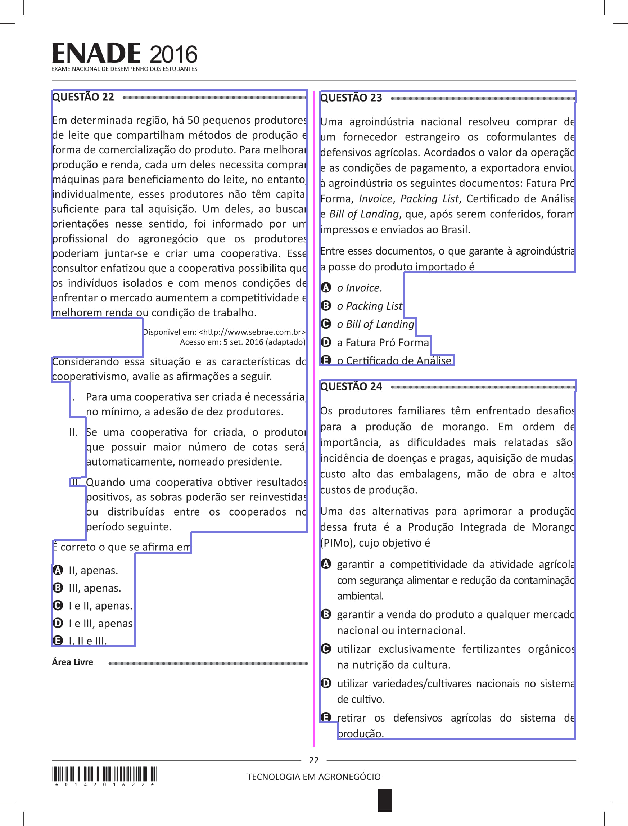 ENADE 2016
EXAME NACIONAL DE DESEMPENHO DOS ESTUDANTES
QUESTÃO 22
Em determinada região, há 50 pequenos produtores
de leite que compartilham métodos de produção e
forma de comercialização do produto. Para melhorar
produção e renda, cada um deles necessita comprar
máquinas para beneficiamento do leite, no entanto,
individualmente, esses produtores não têm capital
suficiente para tal aquisição. Um deles, ao buscar
orientações nesse sentido, foi informado por um
profissional do agronegócio que os produtores
poderiam juntar-se e criar uma cooperativa. Esse
consultor enfatizou que a cooperativa possibilita que
os indivíduos isolados e com menos condições de
enfrentar o mercado aumentem a competitividade e
melhorem renda ou condição de trabalho.
Disponível em: <http://www.sebrae.com.br>.
Acesso em: 5 set. 2016 (adaptado).
Considerando essa situação e as características do
cooperativismo, avalie as afirmações a seguir.
I. Para uma cooperativa ser criada é necessária,
no mínimo, a adesão de dez produtores.
II. Se uma cooperativa for criada, o produtor
que possuir maior número de cotas será,
automaticamente, nomeado presidente.
III. Quando uma cooperativa obtiver resultados
positivos, as sobras poderão ser reinvestidas
ou distribuídas entre os cooperados no
período seguinte.
É correto o que se afirma em
A II, apenas.
B III, apenas.
C I e II, apenas.
D I e III, apenas.
E I, II e III.
Área Livre
QUESTÃO 23
Uma agroindústria nacional resolveu comprar de
um fornecedor estrangeiro os coformulantes de
defensivos agrícolas. Acordados o valor da operação
e as condições de pagamento, a exportadora enviou
à agroindústria os seguintes documentos: Fatura Pró
Forma, Invoice, Packing List, Certificado de Análise
e Bill of Landing, que, após serem conferidos, foram
impressos e enviados ao Brasil.
Entre esses documentos, o que garante à agroindústria
a posse do produto importado é
A o Invoice.
B o Packing List.
C o Bill of Landing.
D a Fatura Pró Forma.
E o Certificado de Análise.
QUESTÃO 24
Os produtores familiares têm enfrentado desafios
para a produção de morango. Em ordem de
importância, as dificuldades mais relatadas são:
incidência de doenças e pragas, aquisição de mudas,
custo alto das embalagens, mão de obra e altos
custos de produção.
Uma das alternativas para aprimorar a produção
dessa fruta é a Produção Integrada de Morango
(PIMo), cujo objetivo é
A garantir a competitividade da atividade agrícola
com segurança alimentar e redução da contaminação
ambiental.
B garantir a venda do produto a qualquer mercado
nacional ou internacional.
C utilizar exclusivamente fertilizantes orgânicos
na nutrição da cultura.
D utilizar variedades/cultivares nacionais no sistema
de cultivo.
E retirar os defensivos agrícolas do sistema de
produção.
22
TECNOLOGIA EM AGRONEGÓCIO